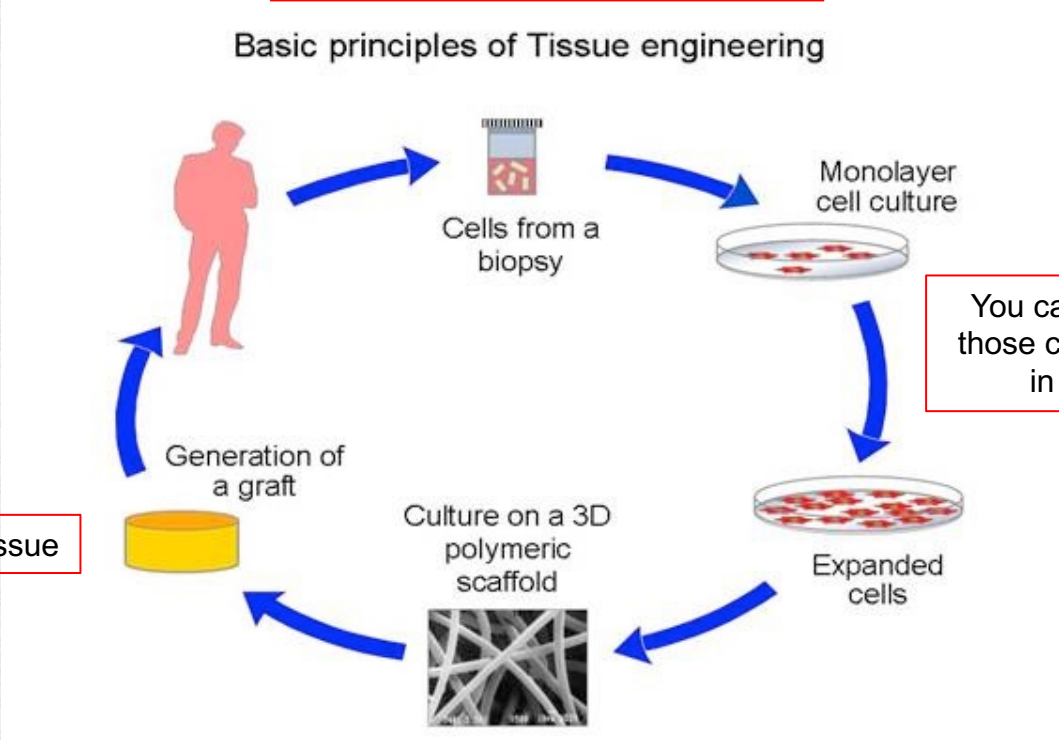 Basic principles of Tissue engineering
Cells from a
biopsy
Monolayer
cell culture
You ca
those c
in
Expanded
cells
Culture on a 3D
polymeric
scaffold
Generation of
a graft
ssue